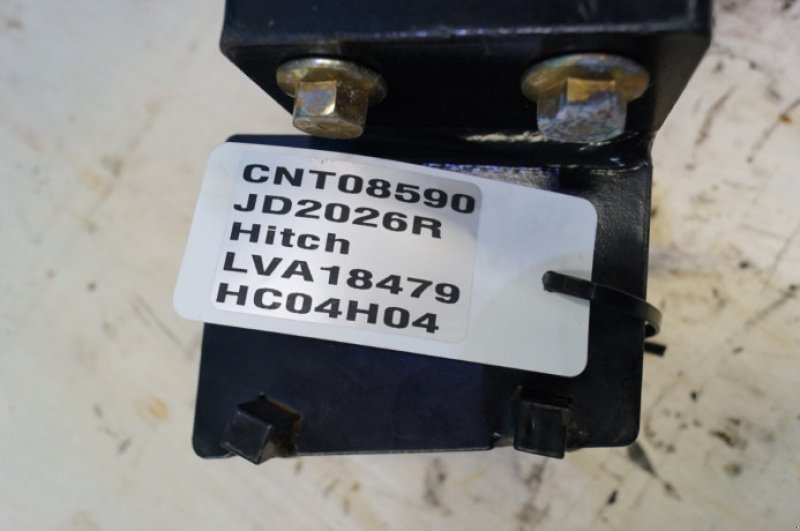 CNT08590
JD2026R
Hitch
LVA18479
HC04H04